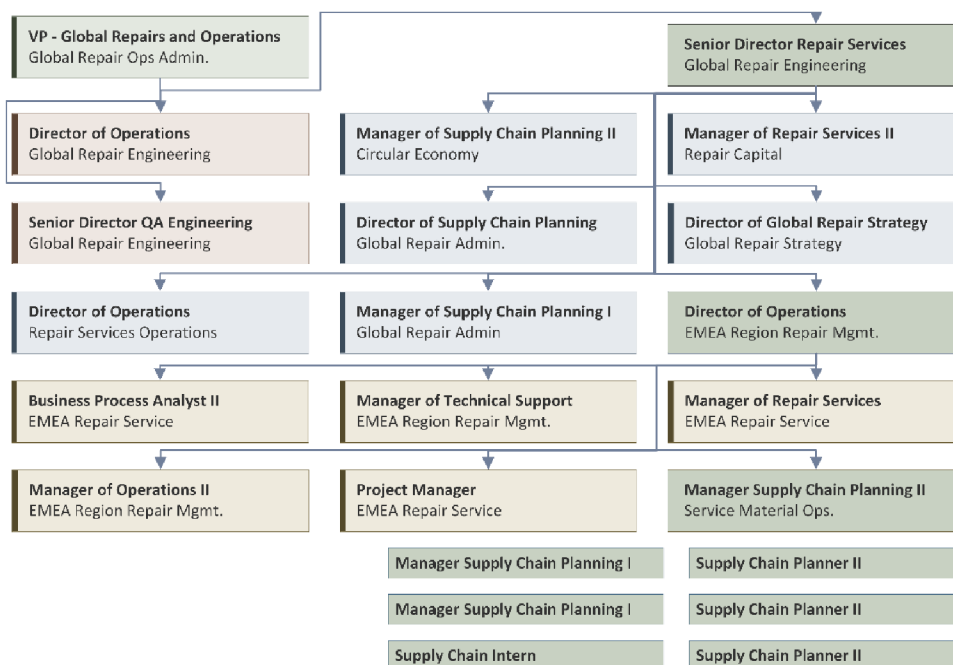 VP - Global Repairs and Operations
Global Repair Ops Admin.
Senior Director Repair Services
Global Repair Engineering
Director of Operations
Global Repair Engineering
Manager of Supply Chain Planning II
Circular Economy
Manager of Repair Services II
Repair Capital
Senior Director QA Engineering
Global Repair Engineering
Director of Supply Chain Planning
Global Repair Admin.
Director of Global Repair Strategy
Global Repair Strategy
Director of Operations
Repair Services Operations
Manager of Supply Chain Planning I
Global Repair Admin
Director of Operations
EMEA Region Repair Mgmt.
Business Process Analyst II
EMEA Repair Service
Manager of Technical Support
EMEA Region Repair Mgmt.
Manager of Repair Services
EMEA Repair Service
Manager of Operations II
EMEA Region Repair Mgmt.
Project Manager
EMEA Repair Service
Manager Supply Chain Planning II
Service Material Ops.
Manager Supply Chain Planning I
Supply Chain Planner II
Manager Supply Chain Planning I
Supply Chain Planner II
Supply Chain Intern
Supply Chain Planner II